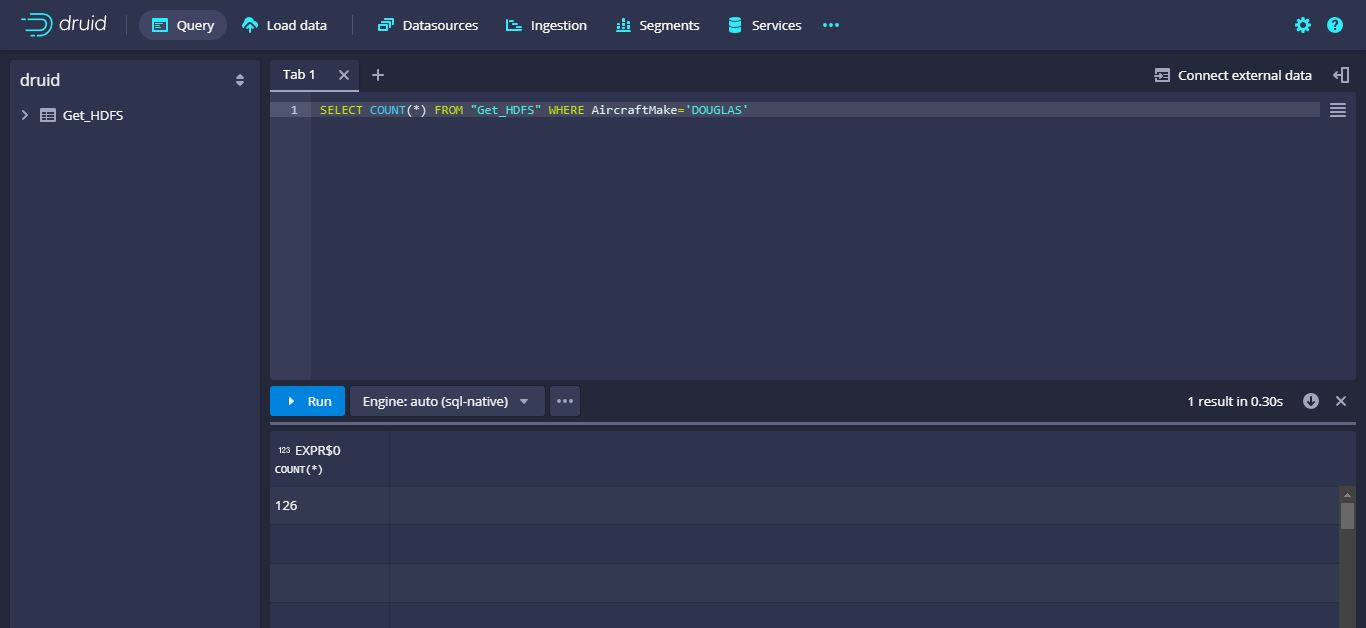 druid Query Load data Datasources Ingestion Segments Services
druid
Get_HDFS
Tab 1 Connect external data
1 SELECT COUNT(*) FROM "Get_HDFS" WHERE AircraftMake='DOUGLAS'
Run Engine: auto (sql-native) 1 result in 0.30s
123 EXPR$0
COUNT(*)
126